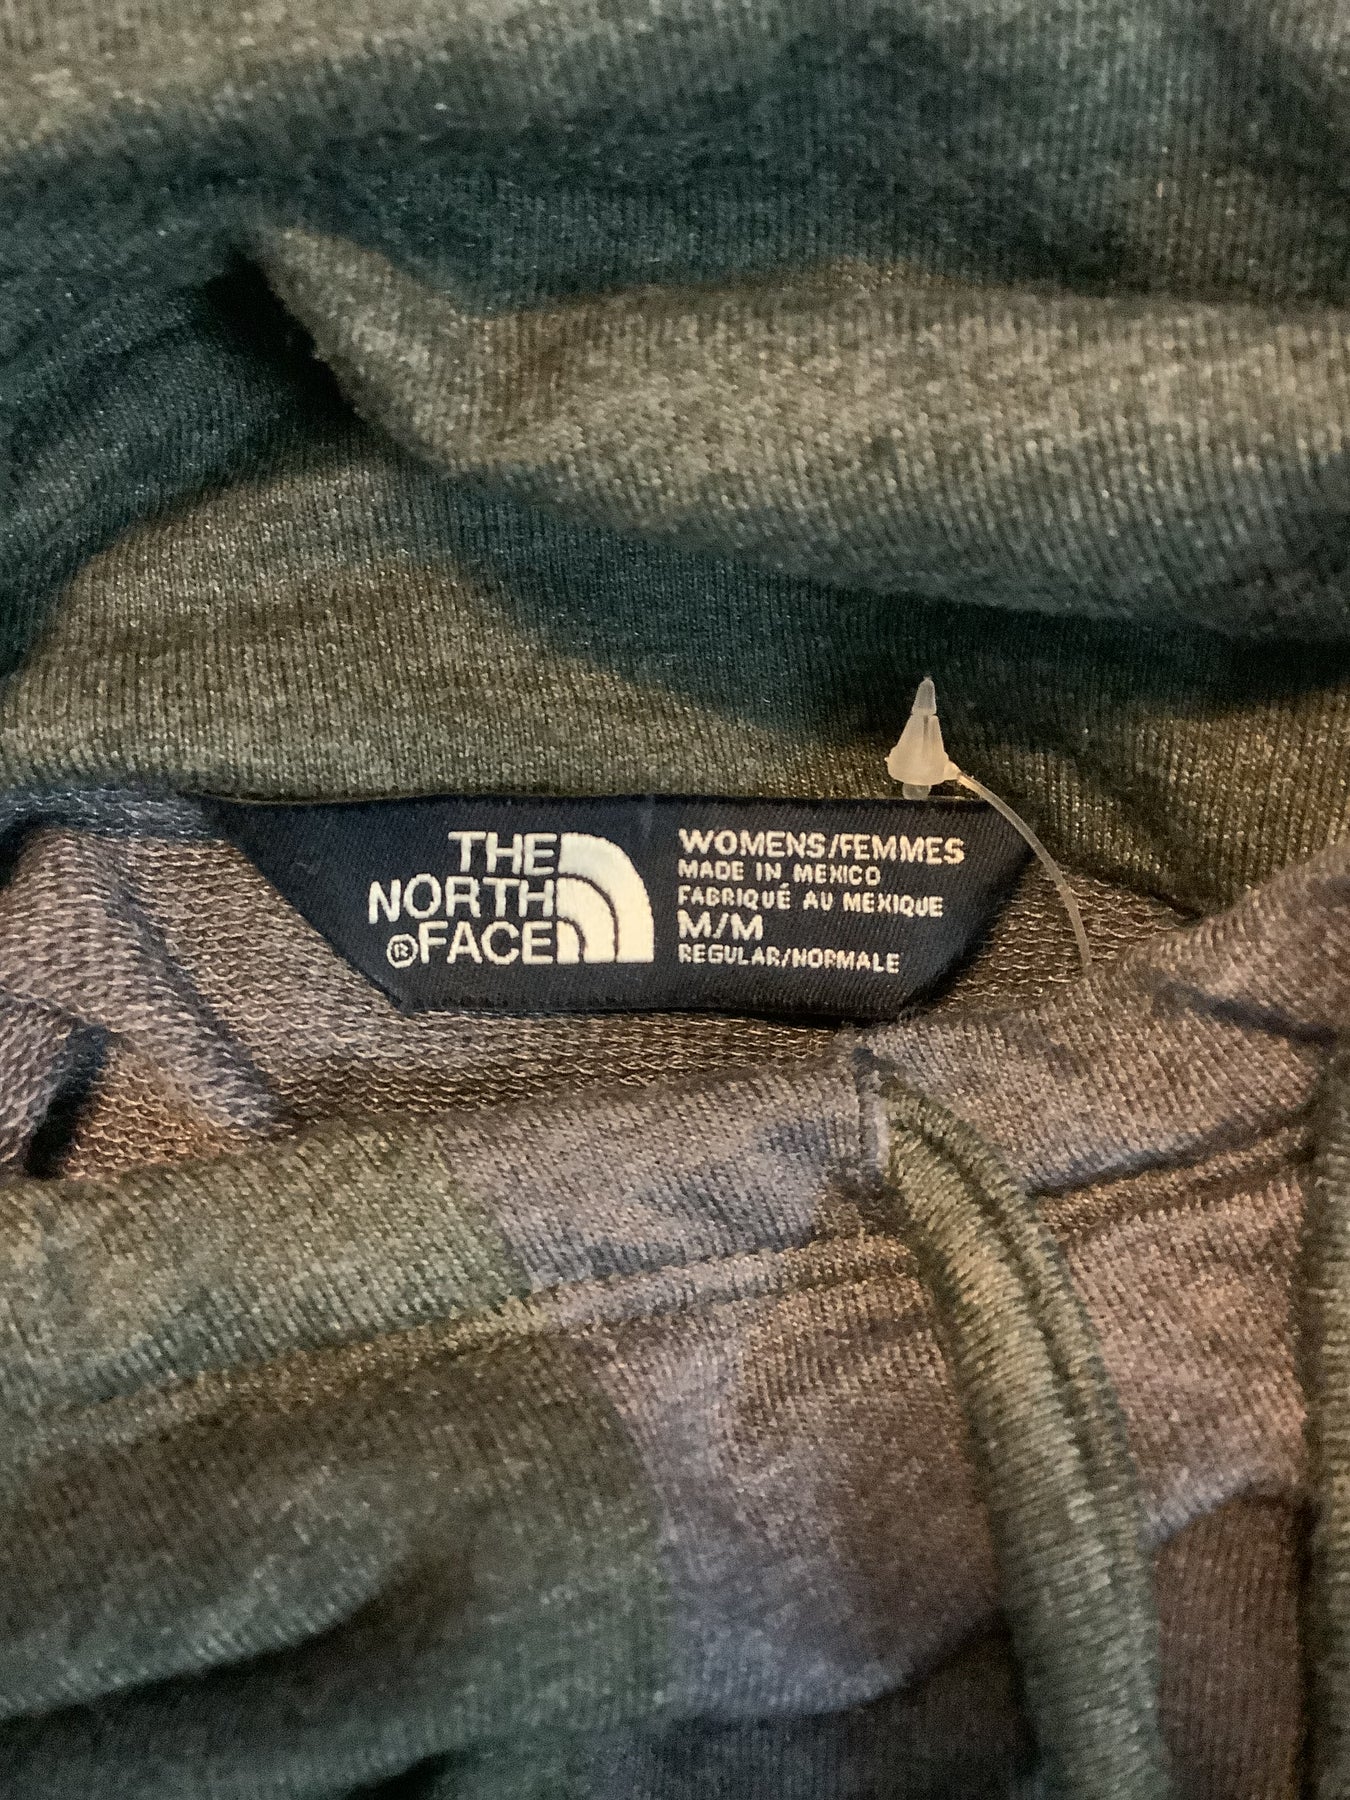 THE
NORTH
®FACE
WOMENS/FEMMES
MADE IN MEXICO
FABRIQUÉ AU MEXIQUE
M/M
REGULAR/NORMALE